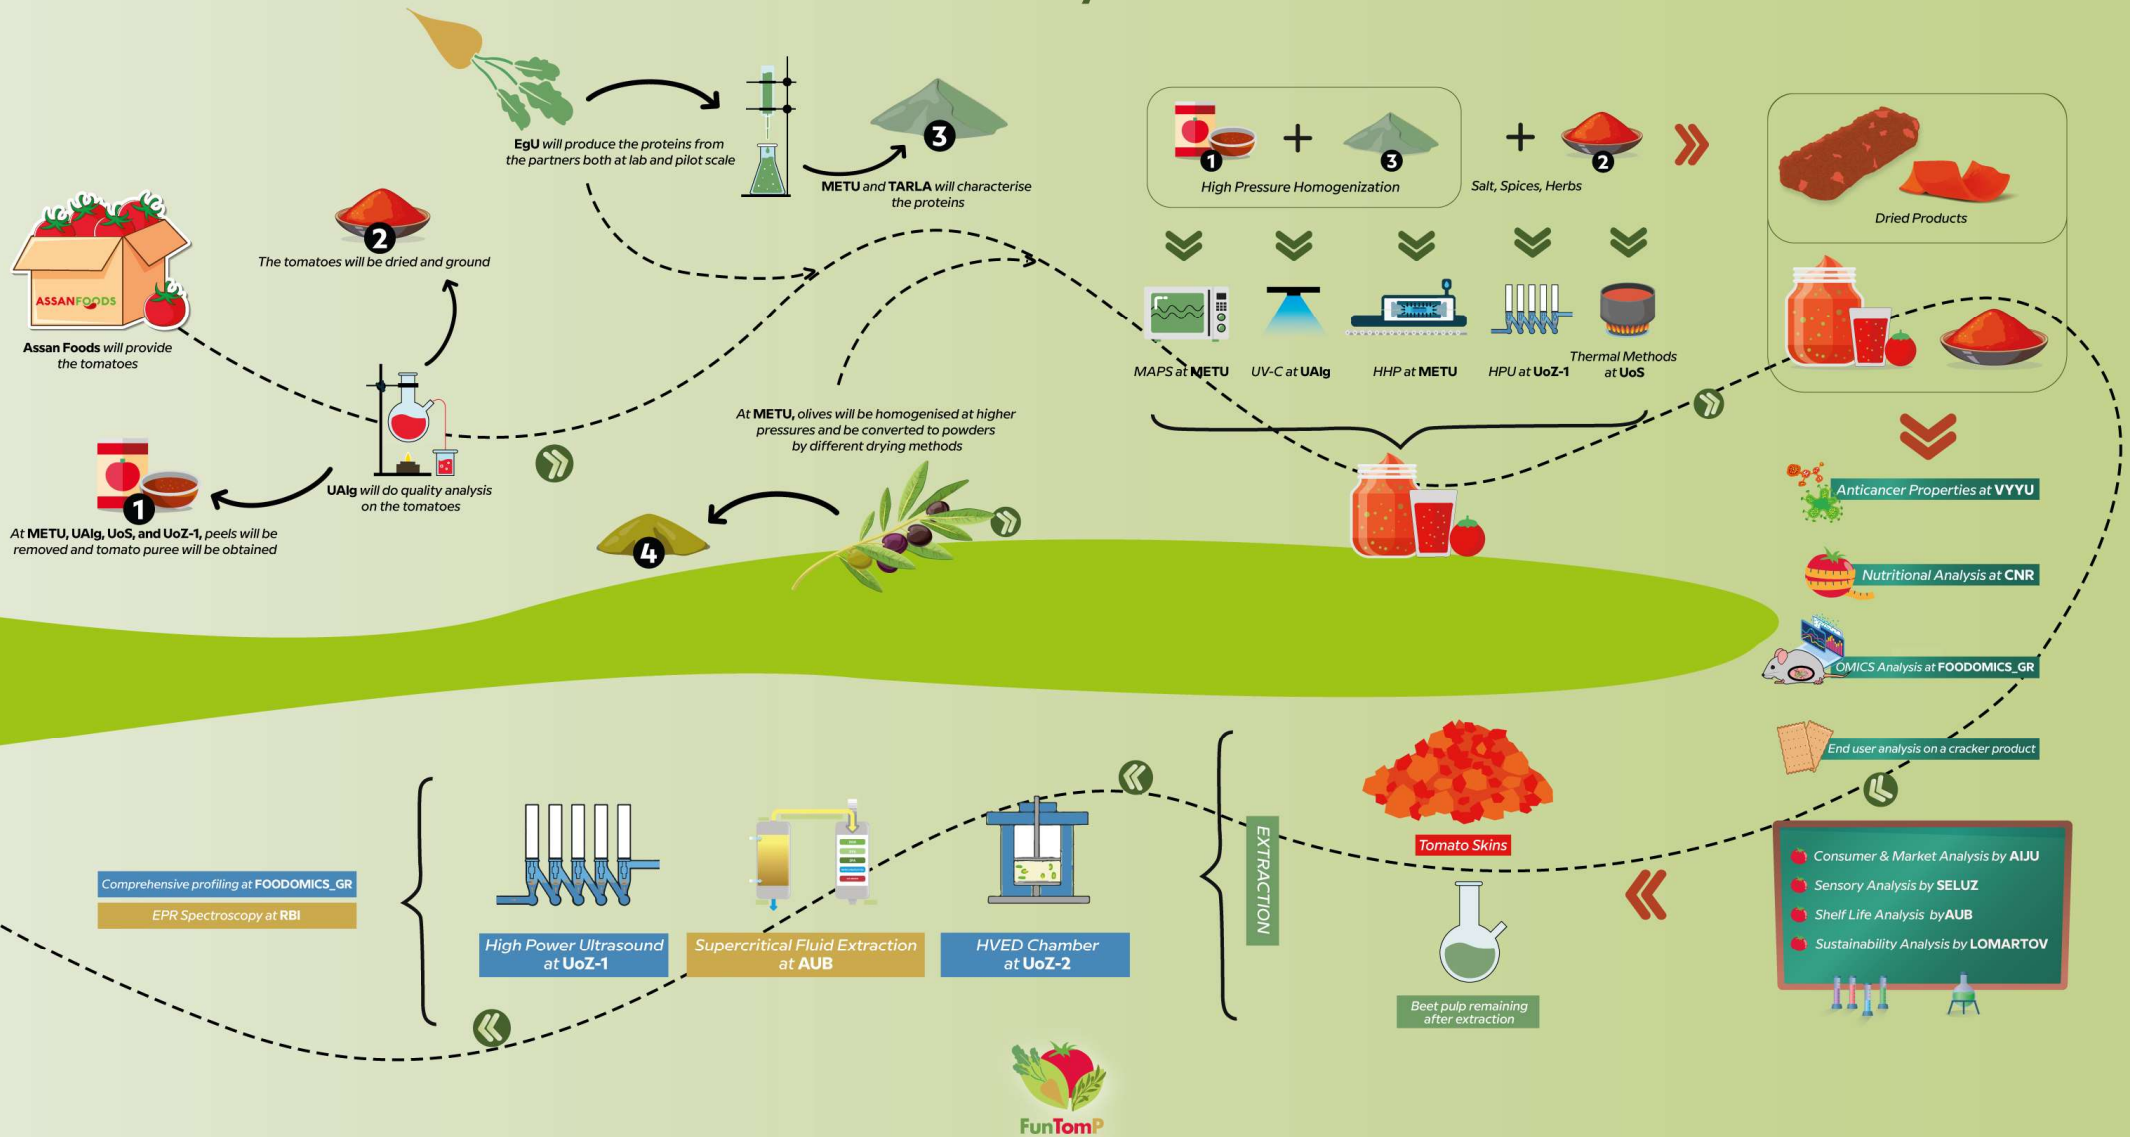 EgU will produce the proteins from
the partners both at lab and pilot scale
3
METU and TARLA will characterise
the proteins
ASSANFOODS
Assan Foods will provide
the tomatoes
2
The tomatoes will be dried and ground
UAlg will do quality analysis
on the tomatoes
1
At METU, UAlg, UoS, and UoZ-1, peels will be
removed and tomato puree will be obtained
At METU, olives will be homogenised at higher
pressures and be converted to powders
by different drying methods
4
1
+
3
High Pressure Homogenization
+
2
Salt, Spices, Herbs
Dried Products
MAPS at METU
UV-C at UAlg
HHP at METU
HPU at UoZ-1
Thermal Methods
at UoS
Anticancer Properties at VYYU
Nutritional Analysis at CNR
OMICS Analysis at FOODOMICS_GR
End user analysis on a cracker product
Consumer & Market Analysis by AIJU
Sensory Analysis by SELUZ
Shelf Life Analysis byAUB
Sustainability Analysis by LOMARTOV
Tomato Skins
Beet pulp remaining
after extraction
EXTRACTION
HVED Chamber
at UoZ-2
Supercritical Fluid Extraction
at AUB
High Power Ultrasound
at UoZ-1
Comprehensive profiling at FOODOMICS_GR
EPR Spectroscopy at RBI
FunTomP